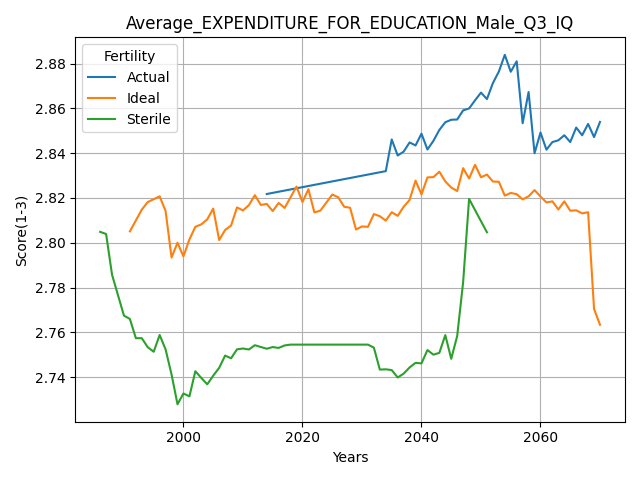 Average_EXPENDITURE_FOR_EDUCATION_Male_Q3_IQ
Fertility
Actual
Ideal
Sterile
Score(1-3)
2.88
2.86
2.84
2.82
2.80
2.78
2.76
2.74
2000
2020
2040
2060
Years